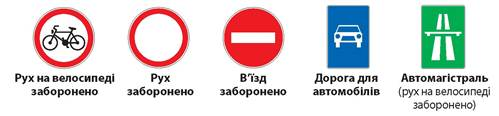 Рух на велосипеді
заборонено
Рух
заборонено
В'їзд
заборонено
Дорога для
автомобілів
Автомагістраль
(рух на велосипеді
заборонено)